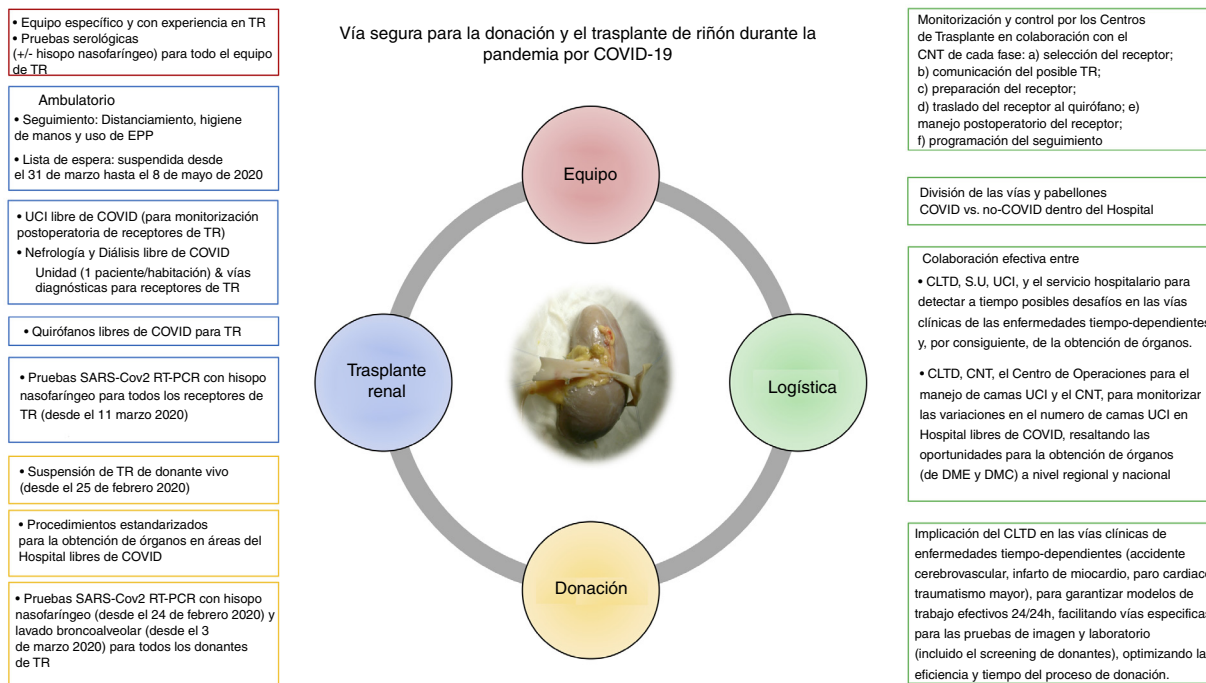 • Equipo específico y con experiencia en TR
• Pruebas serológicas
(+/- hisopo nasofaríngeo) para todo el equipo
de TR
Ambulatorio
• Seguimiento: Distanciamiento, higiene
de manos y uso de EPP
• Lista de espera: suspendida desde
el 31 de marzo hasta el 8 de mayo de 2020
• UCI libre de COVID (para monitorización
postoperatoria de receptores de TR)
• Nefrología y Diálisis libre de COVID
Unidad (1 paciente/habitación) & vías
diagnósticas para receptores de TR
• Quirófanos libres de COVID para TR
• Pruebas SARS-Cov2 RT-PCR con hisopo
nasofaríngeo para todos los receptores de
TR (desde el 11 marzo 2020)
• Suspensión de TR de donante vivo
(desde el 25 de febrero 2020)
• Procedimientos estandarizados
para la obtención de órganos en áreas del
Hospital libres de COVID
• Pruebas SARS-Cov2 RT-PCR con hisopo
nasofaríngeo (desde el 24 de febrero 2020) y
lavado broncoalveolar (desde el 3
de marzo 2020) para todos los donantes
de TR
Vía segura para la donación y el trasplante de riñón durante la
pandemia por COVID-19
Equipo
Trasplante
renal
Logística
Donación
Monitorización y control por los Centros
de Trasplante en colaboración con el
CNT de cada fase: a) selección del receptor;
b) comunicación del posible TR;
c) preparación del receptor;
d) traslado del receptor al quirófano; e)
manejo postoperatorio del receptor;
f) programación del seguimiento
División de las vías y pabellones
COVID vs. no-COVID dentro del Hospital
Colaboración efectiva entre
• CLTD, S.U, UCI, y el servicio hospitalario para
detectar a tiempo posibles desafíos en las vías
clínicas de las enfermedades tiempo-dependientes
y, por consiguiente, de la obtención de órganos.
• CLTD, CNT, el Centro de Operaciones para el
manejo de camas UCI y el CNT, para monitorizar
las variaciones en el numero de camas UCI en
Hospital libres de COVID, resaltando las
oportunidades para la obtención de órganos
(de DME y DMC) a nivel regional y nacional
Implicación del CLTD en las vías clínicas de
enfermedades tiempo-dependientes (accidente
cerebrovascular, infarto de miocardio, paro cardiaco
traumatismo mayor), para garantizar modelos de
trabajo efectivos 24/24h, facilitando vías especificas
para las pruebas de imagen y laboratorio
(incluido el screening de donantes), optimizando la
eficiencia y tiempo del proceso de donación.